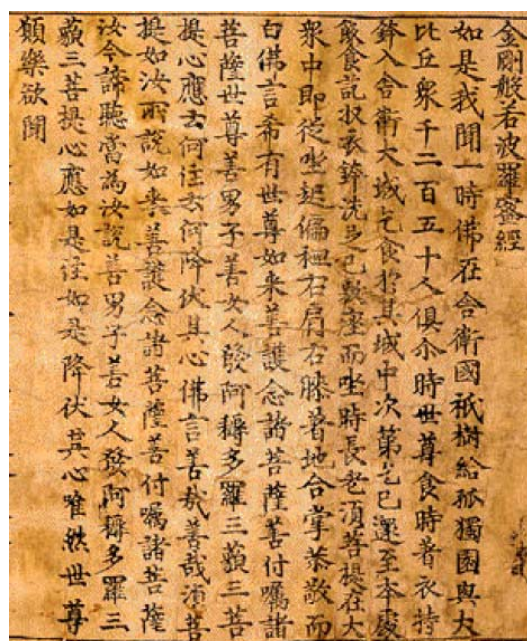 金剛般若波羅蜜經
如是我聞一時佛在舍衛國祇樹給孤獨園與大
比丘衆千二百五十人俱尒時世尊食時著衣持
鉢入舍衛大城乞食於其城中次第乞已還至本處
飯食訖收衣鉢洗足已敷座而坐時長老須菩提在大
衆中即從坐起偏袒右肩右膝著地合掌恭敬而
白佛言希有世尊如来善護念諸菩薩善付囑諸
菩薩世尊善男子善女人發阿耨多羅三藐三菩
提心應云何住云何降伏其心佛言善哉善哉須菩
提如汝所說如来善護念諸菩薩善付囑諸菩薩
汝今諦聽當為汝說善男子善女人發阿耨多羅三
藐三菩提心應如是住如是降伏其心唯然世尊
願樂欲聞